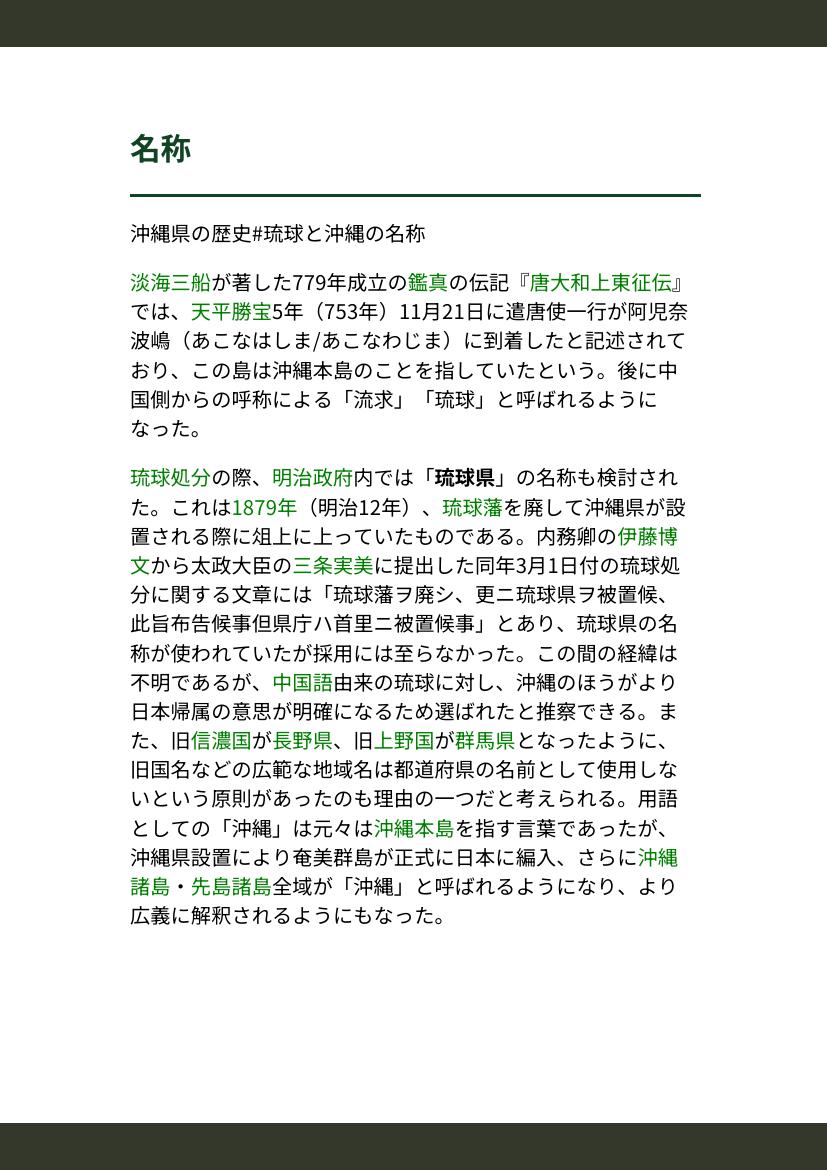 名称
沖縄県の歴史#琉球と沖縄の名称
淡海三船が著した779年成立の鑑真の伝記『唐大和上東征伝』
では、天平勝宝5年（753年）11月21日に遣唐使一行が阿児奈
波嶋（あこなはしま/あこなわじま）に到着したと記述されて
おり、この島は沖縄本島のことを指していたという。後に中
国側からの呼称による「流求」「琉球」と呼ばれるように
なった。
琉球処分の際、明治政府内では「琉球県」の名称も検討され
た。これは1879年（明治12年）、琉球藩を廃して沖縄県が設
置される際に俎上に上っていたものである。内務卿の伊藤博
文から太政大臣の三条実美に提出した同年3月1日付の琉球処
分に関する文章には「琉球藩ヲ廃シ、更ニ琉球県ヲ被置候、
此旨布告候事但県庁ハ首里ニ被置候事」とあり、琉球県の名
称が使われていたが採用には至らなかった。この間の経緯は
不明であるが、中国語由来の琉球に対し、沖縄のほうがより
日本帰属の意思が明確になるため選ばれたと推察できる。ま
た、旧信濃国が長野県、旧上野国が群馬県となったように、
旧国名などの広範な地域名は都道府県の名前として使用しな
いという原則があったのも理由の一つだと考えられる。用語
としての「沖縄」は元々は沖縄本島を指す言葉であったが、
沖縄県設置により奄美群島が正式に日本に編入、さらに沖縄
諸島・先島諸島全域が「沖縄」と呼ばれるようになり、より
広義に解釈されるようにもなった。